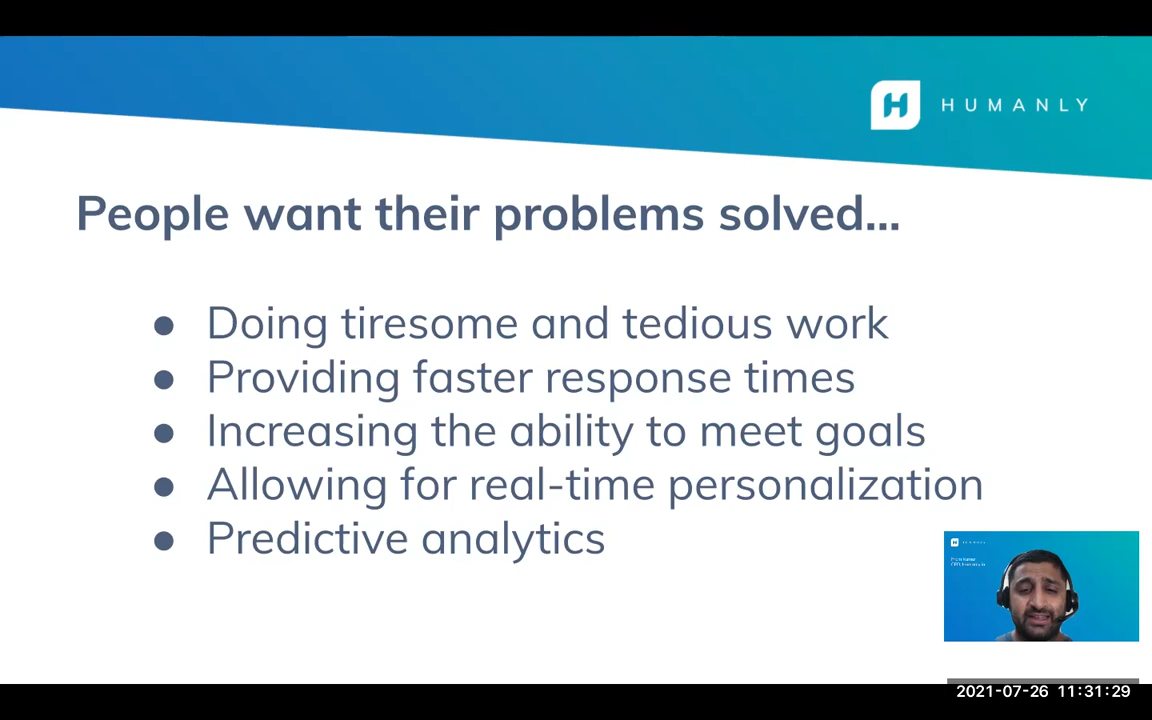 HUMANLY
People want their problems solved...
● Doing tiresome and tedious work
● Providing faster response times
● Increasing the ability to meet goals
● Allowing for real-time personalization
● Predictive analytics
HUMANLY
2021-07-26 11:31:29